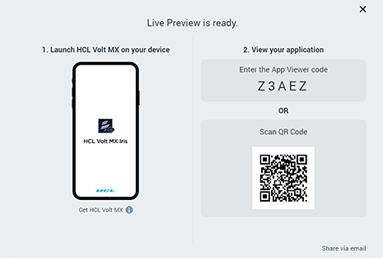 Live Preview is ready.
1. Launch HCL Volt MX on your device
HCL Volt MX Iris
HCL
Get HCL Volt MX
2. View your application
Enter the App Viewer code
Z 3 A E Z
OR
Scan QR Code
Share via email